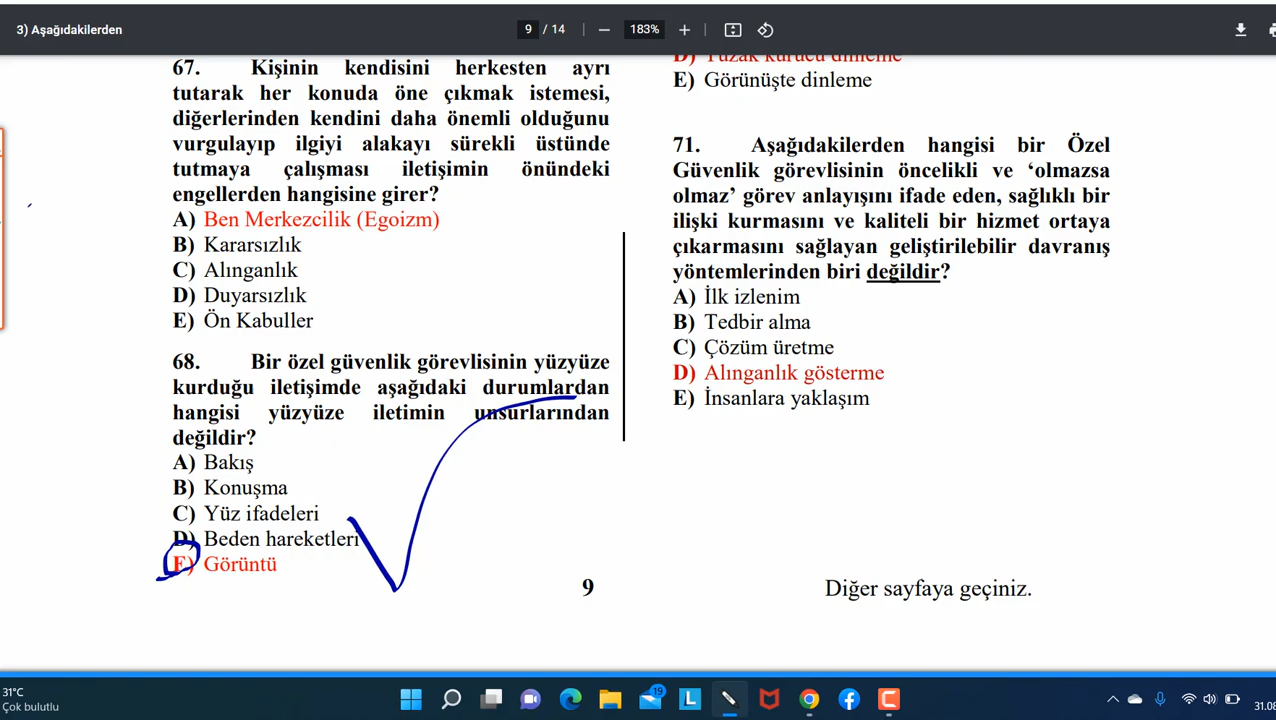 3) Aşağıdakilerden
9 / 14
183%
67. Kişinin kendisini herkesten ayrı
tutarak her konuda öne çıkmak istemesi,
diğerlerinden kendini daha önemli olduğunu
vurgulayıp ilgiyi alakayı sürekli üstünde
tutmaya çalışması iletişimin önündeki
engellerden hangisine girer?
A) Ben Merkezcilik (Egoizm)
B) Kararsızlık
C) Alınganlık
D) Duyarsızlık
E) Ön Kabuller
68. Bir özel güvenlik görevlisinin yüzyüze
kurduğu iletişimde aşağıdaki durumlardan
hangisi yüzyüze iletimin unsurlarından
değildir?
A) Bakış
B) Konuşma
C) Yüz ifadeleri
D) Beden hareketleri
E) Görüntü
D) Tuzak kurucu dinleme
E) Görünüşte dinleme
71. Aşağıdakilerden hangisi bir Özel
Güvenlik görevlisinin öncelikli ve ‘olmazsa
olmaz’ görev anlayışını ifade eden, sağlıklı bir
ilişki kurmasını ve kaliteli bir hizmet ortaya
çıkarmasını sağlayan geliştirilebilir davranış
yöntemlerinden biri değildir?
A) İlk izlenim
B) Tedbir alma
C) Çözüm üretme
D) Alınganlık gösterme
E) İnsanlara yaklaşım
9
Diğer sayfaya geçiniz.
31°C
Çok bulutlu
19
31.08